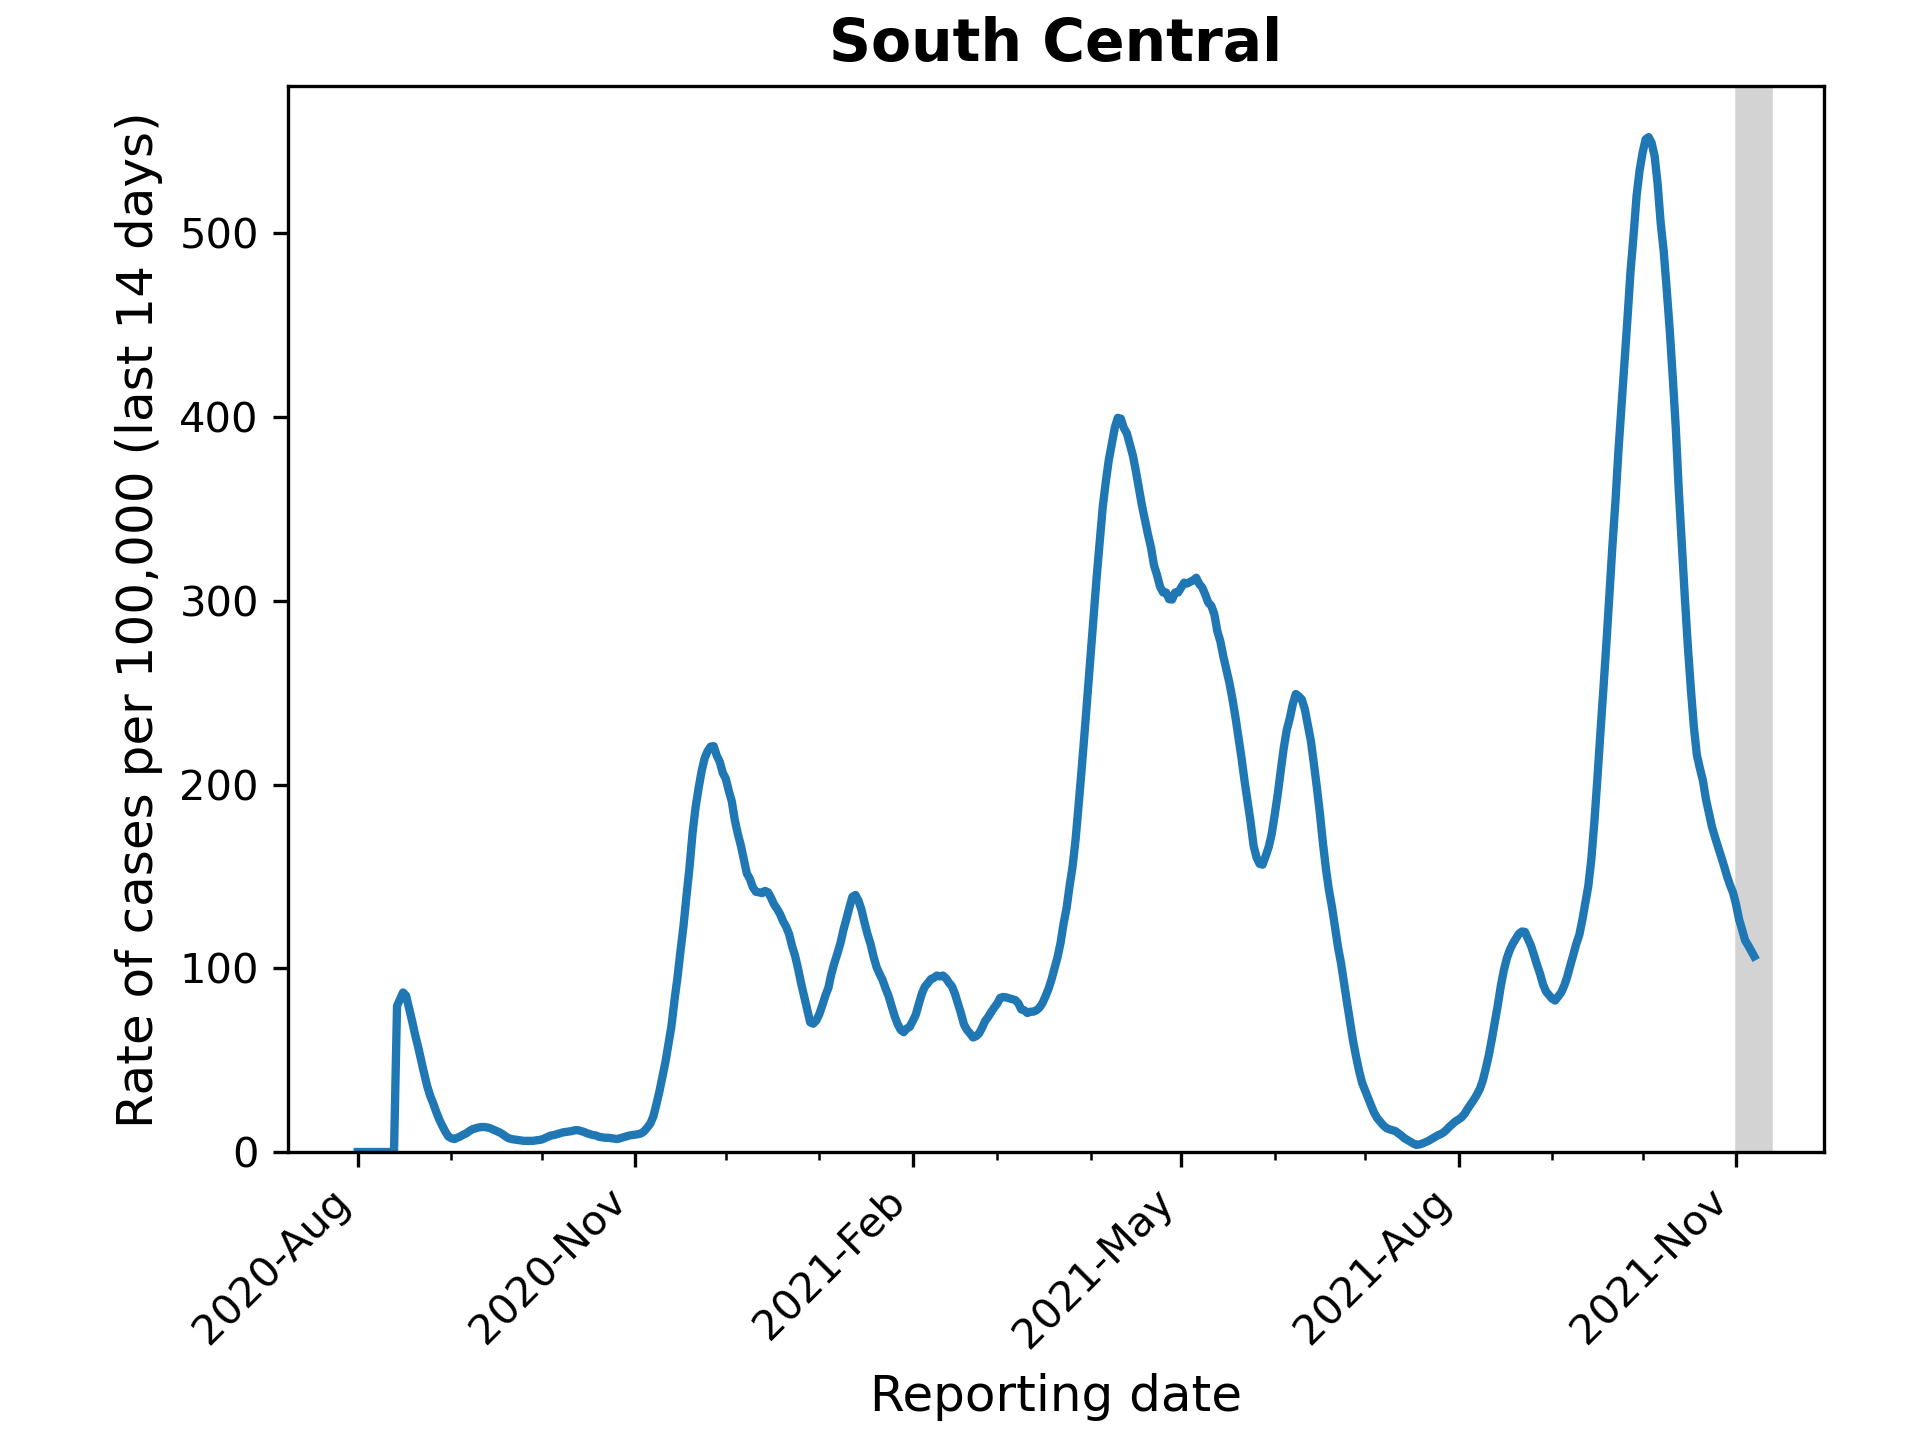 South Central
Rate of cases per 100,000 (last 14 days)
500
400
300
200
100
0
2020-Aug
2020-Nov
2021-Feb
2021-May
2021-Aug
2021-Nov
Reporting date